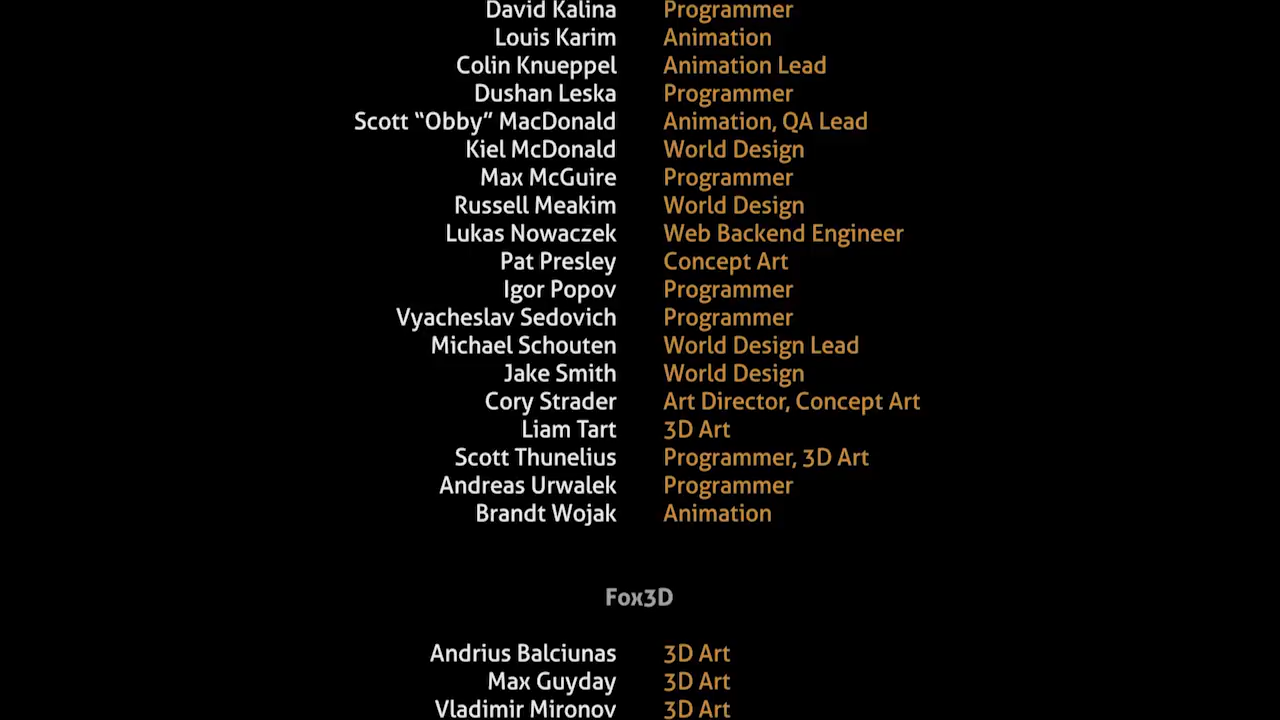 David Kalina Programmer
Louis Karim Animation
Colin Knueppel Animation Lead
Dushan Leska Programmer
Scott “Obby” MacDonald Animation, QA Lead
Kiel McDonald World Design
Max McGuire Programmer
Russell Meakim World Design
Lukas Nowaczek Web Backend Engineer
Pat Presley Concept Art
Igor Popov Programmer
Vyacheslav Sedovich Programmer
Michael Schouten World Design Lead
Jake Smith World Design
Cory Strader Art Director, Concept Art
Liam Tart 3D Art
Scott Thunelius Programmer, 3D Art
Andreas Urwalek Programmer
Brandt Wojak Animation
Fox3D
Andrius Balciunas 3D Art
Max Guyday 3D Art
Vladimir Mironov 3D Art